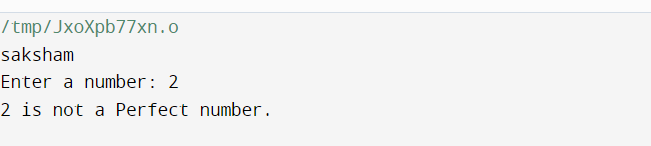 /tmp/JxoXpb77xn.o
saksham
Enter a number: 2
2 is not a Perfect number.